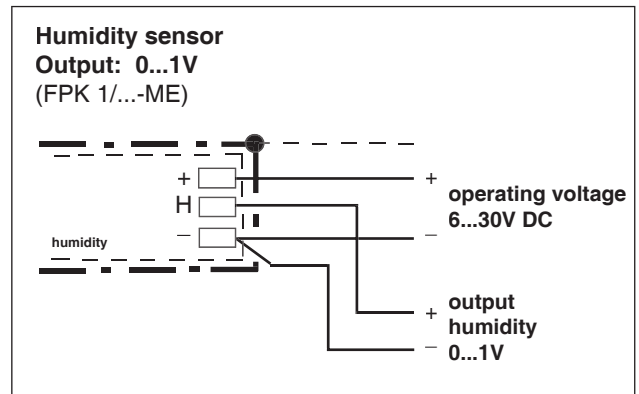 Humidity sensor
Output: 0...1V
(FPK 1/...-ME)
+
+
operating voltage
6...30V DC
H
–
–
humidity
+
output
humidity
0...1V
–